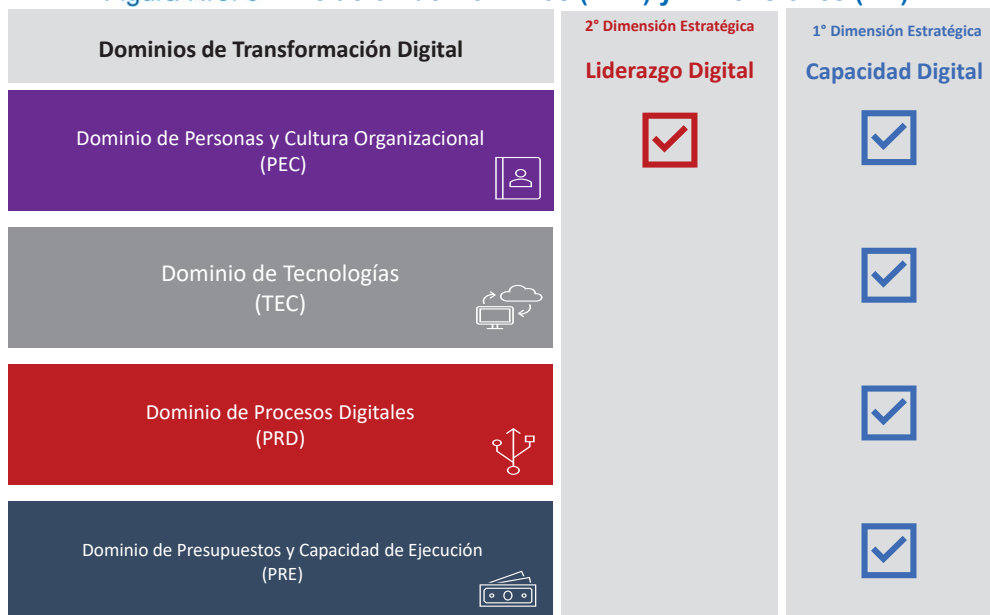 Dominios de Transformación Digital
2° Dimensión Estratégica
Liderazgo Digital
1° Dimensión Estratégica
Capacidad Digital
Dominio de Personas y Cultura Organizacional
(PEC)
Dominio de Tecnologías
(TEC)
Dominio de Procesos Digitales
(PRD)
Dominio de Presupuestos y Capacidad de Ejecución
(PRE)